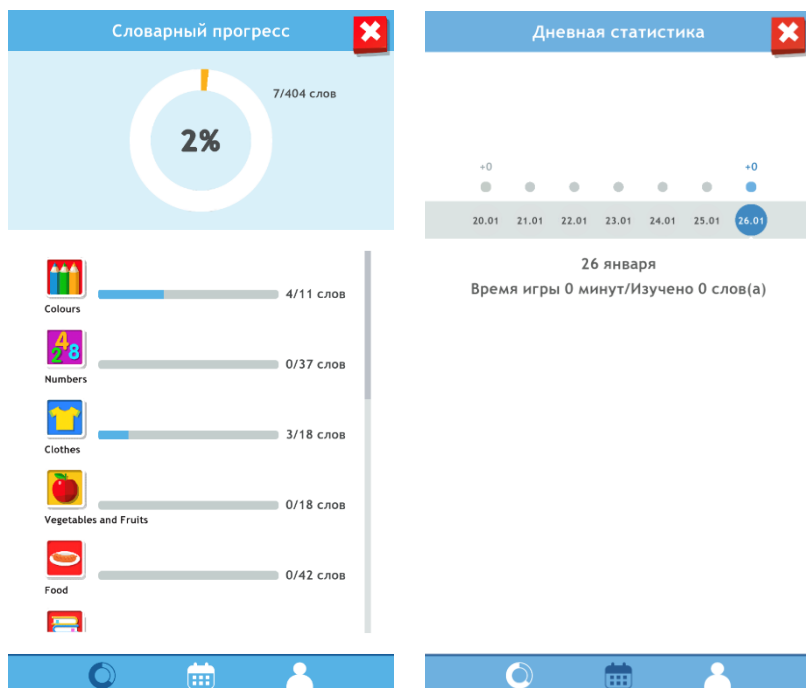 Словарный прогресс
7/404 слов
2%
4/11 слов
Colours
428
0/37 слов
Numbers
3/18 слов
Clothes
0/18 слов
Vegetables and Fruits
0/42 слов
Food
Дневная статистика
+0 +0
20.01 21.01 22.01 23.01 24.01 25.01 26.01
26 января
Время игры 0 минут/Изучено 0 слов(а)